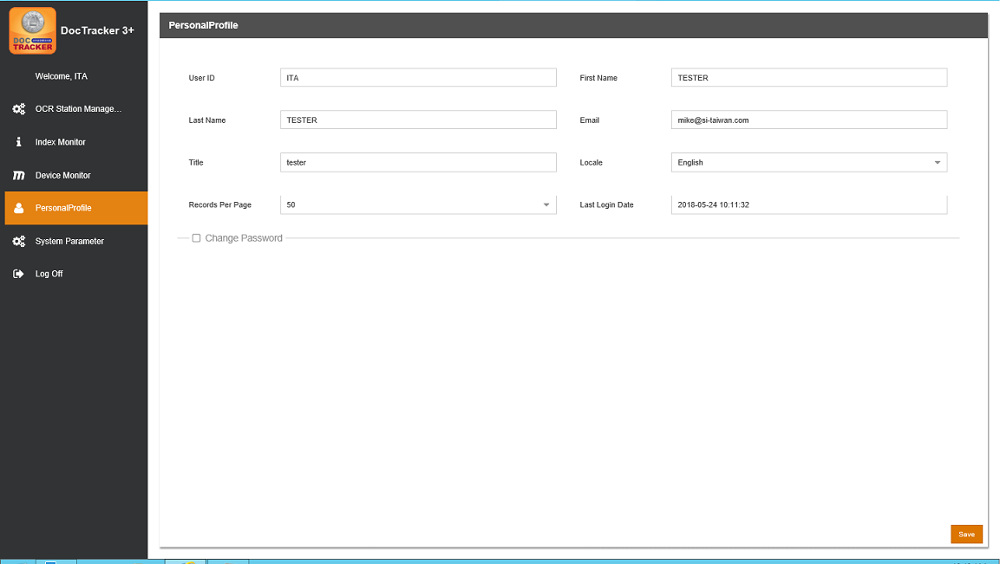 DOC
TRACKER
DocTracker 3+
Welcome, ITA
OCR Station Manage...
Index Monitor
Device Monitor
PersonalProfile
System Parameter
Log Off
PersonalProfile
User ID ITA First Name TESTER
Last Name TESTER Email mike@si-taiwan.com
Title tester Locale English
Records Per Page 50 Last Login Date 2018-05-24 10:11:32
Change Password
Save